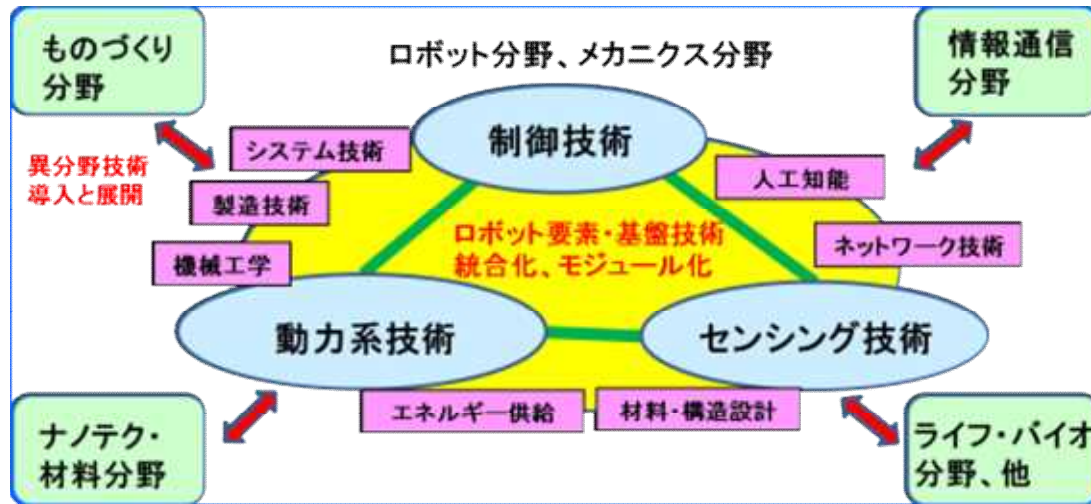 ものづくり
分野
ロボット分野、メカニクス分野
情報通信
分野
制御技術
システム技術
人工知能
異分野技術
導入と展開
製造技術
ロボット要素・基盤技術
統合化、モジュール化
ネットワーク技術
機械工学
動力系技術
センシング技術
エネルギー供給
材料・構造設計
ナノテク・
材料分野
ライフ・バイオ
分野、他